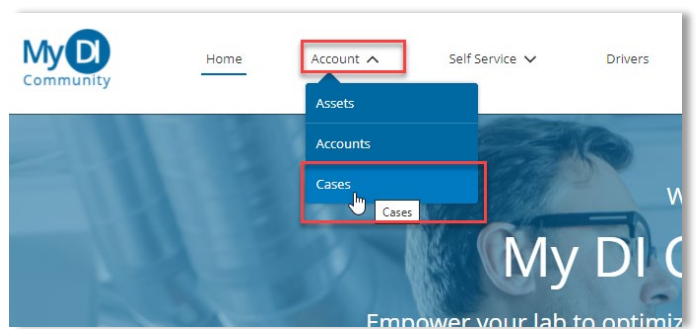 My DI
Community
Home
Account
Self Service
Drivers
Assets
Accounts
Cases
Cases
W
My DI C
Empower your lab to optimiz